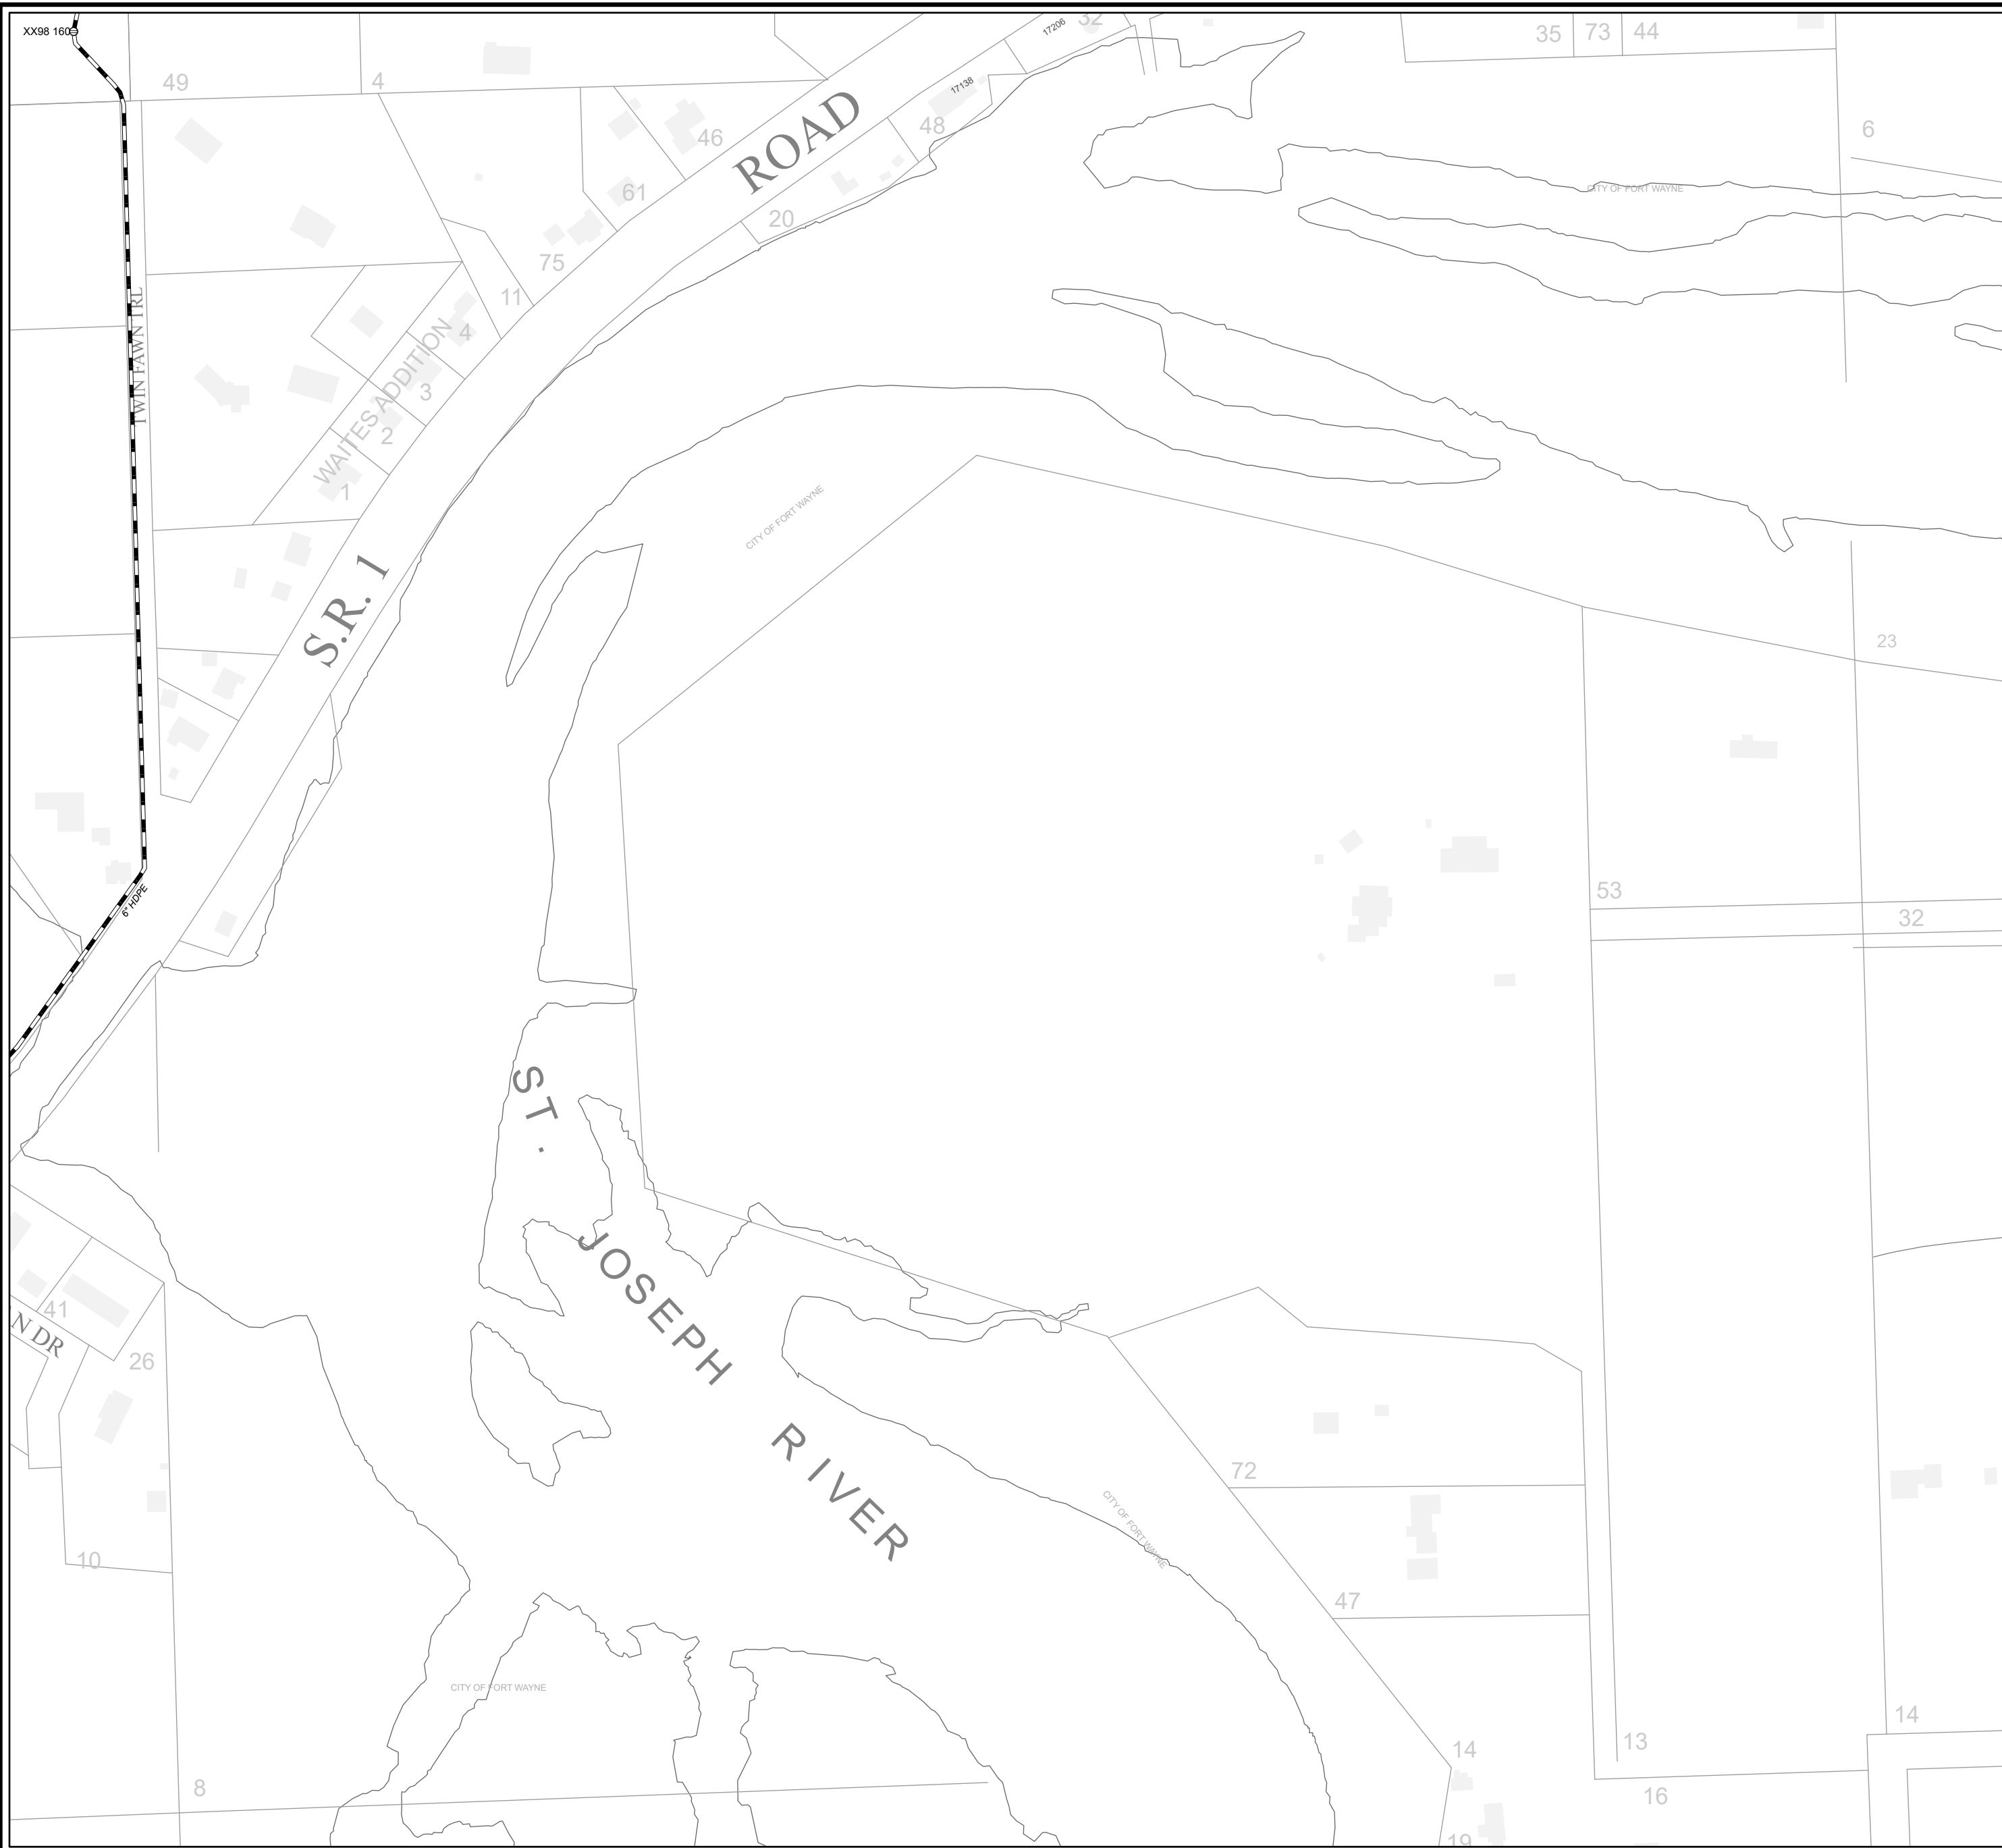 XX98 160
17206
32
35
73
44
49
4
17138
ROAD
46
48
6
61
20
CITY OF FORT WAYNE
75
11
TWIN FAWN TRL
4
WAITES ADDITION
3
2
1
CITY OF FORT WAYNE
S.R. 1
23
53
32
6" HDPE
ST. JOSEPH RIVER
41
N DR
26
72
CITY OF FORT WAYNE
10
47
CITY OF FORT WAYNE
14
13
14
8
16
19